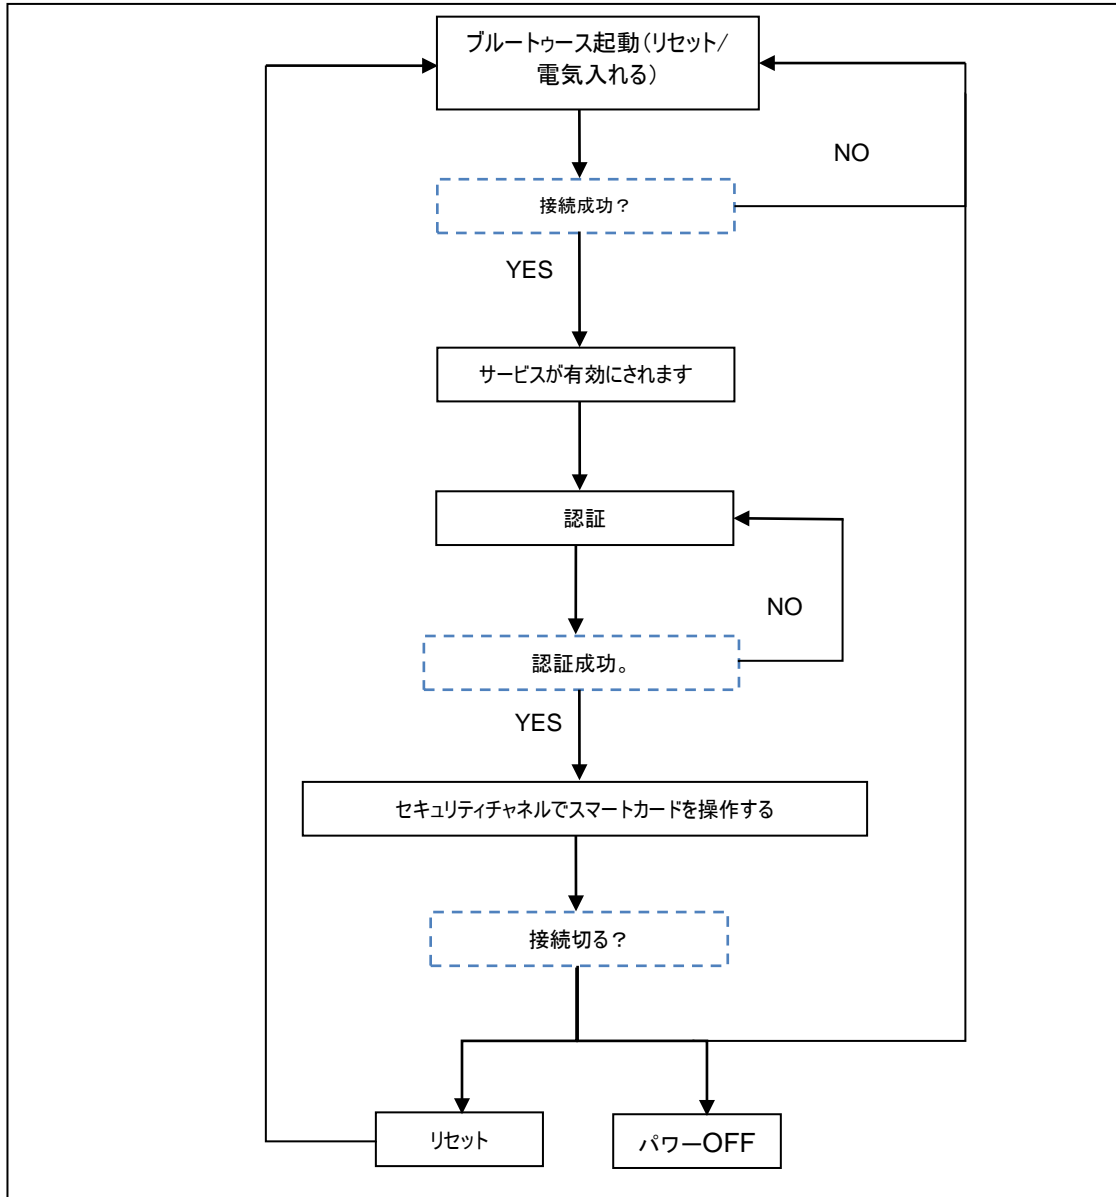 ブルートゥース起動(リセット/
電気入れる)
NO
接続成功?
YES
サービスが有効にされます
認証
NO
認証成功。
YES
セキュリティチャネルでスマートカードを操作する
接続切る?
リセット
パワーOFF